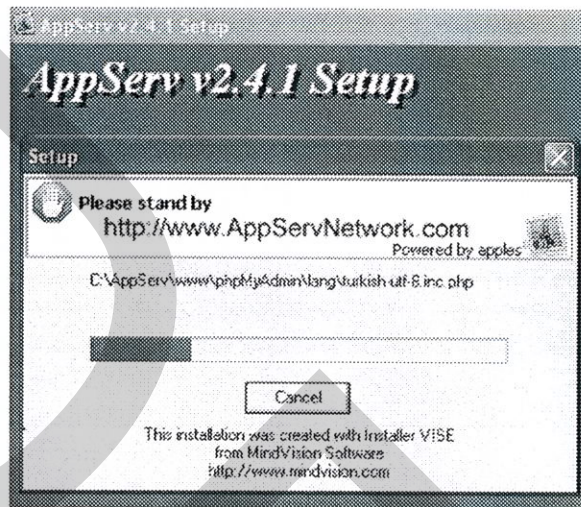 AppServ v2.4.1 Setup
AppServ v2.4.1 Setup
Setup
Please stand by
http://www.AppServNetwork.com
Powered by apples
C:\AppServ\www\phpMyAdmin\lang\turkish-utf-8.inc.php
Cancel
This installation was created with Installer VISE
from MindVision Software
http://www.mindvision.com